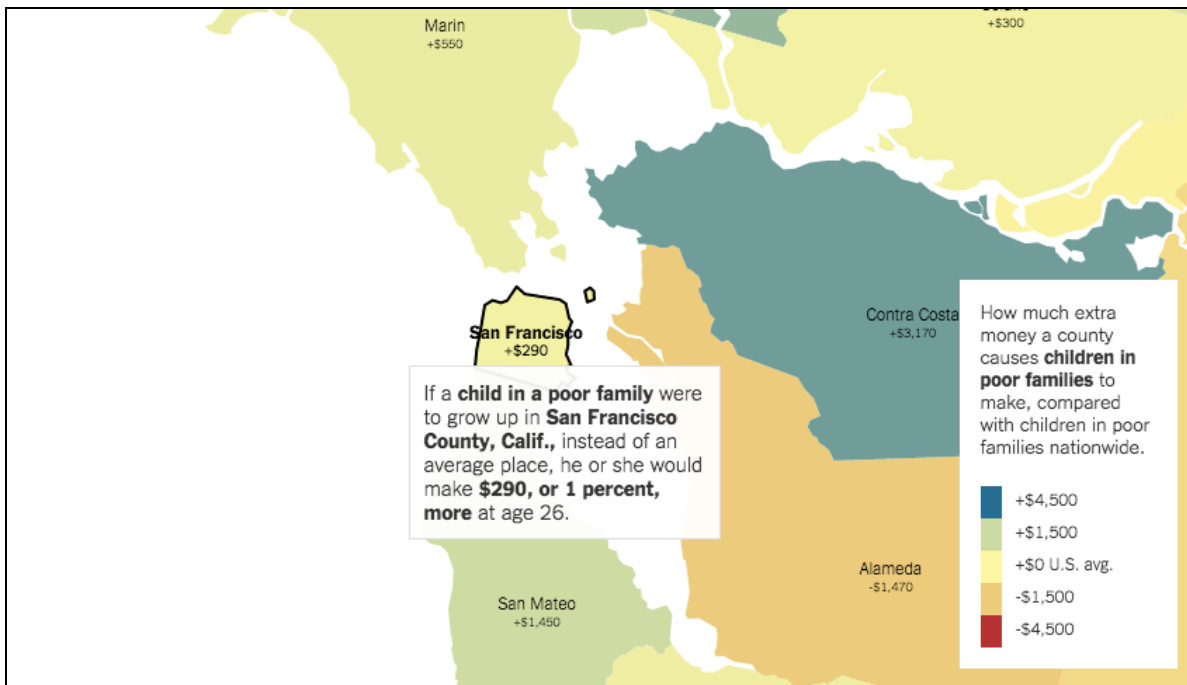 Marin
+$550
+$300
San Francisco
+$290
If a child in a poor family were
to grow up in San Francisco
County, Calif., instead of an
average place, he or she would
make $290, or 1 percent,
more at age 26.
Contra Costa
+$3,170
Alameda
-$1,470
San Mateo
+$1,450
How much extra
money a county
causes children in
poor families to
make, compared
with children in poor
families nationwide.
+$4,500
+$1,500
+$0 U.S. avg.
-$1,500
-$4,500